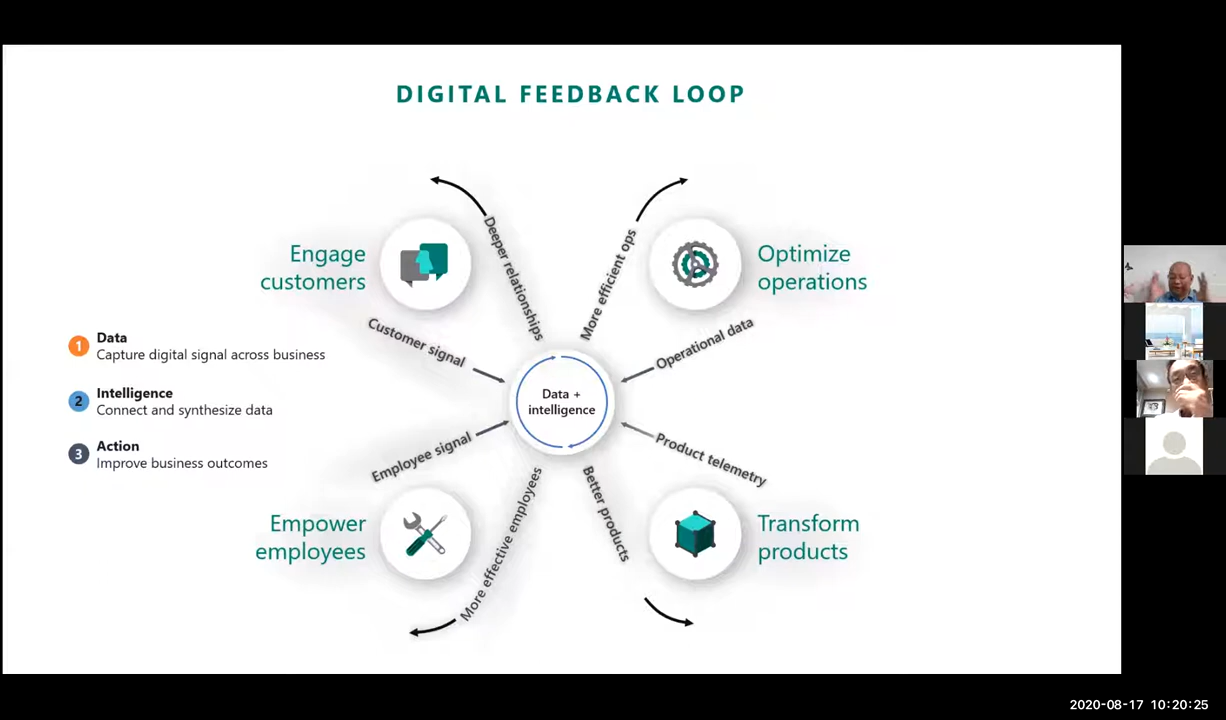 DIGITAL FEEDBACK LOOP
Engage
customers
Deeper relationships
More efficient ops
Optimize
operations
Customer signal
Operational data
1
Data
Capture digital signal across business
2
Intelligence
Connect and synthesize data
3
Action
Improve business outcomes
Data +
intelligence
Employee signal
Product telemetry
Empower
employees
More effective employees
Better products
Transform
products
2020-08-17 10:20:25